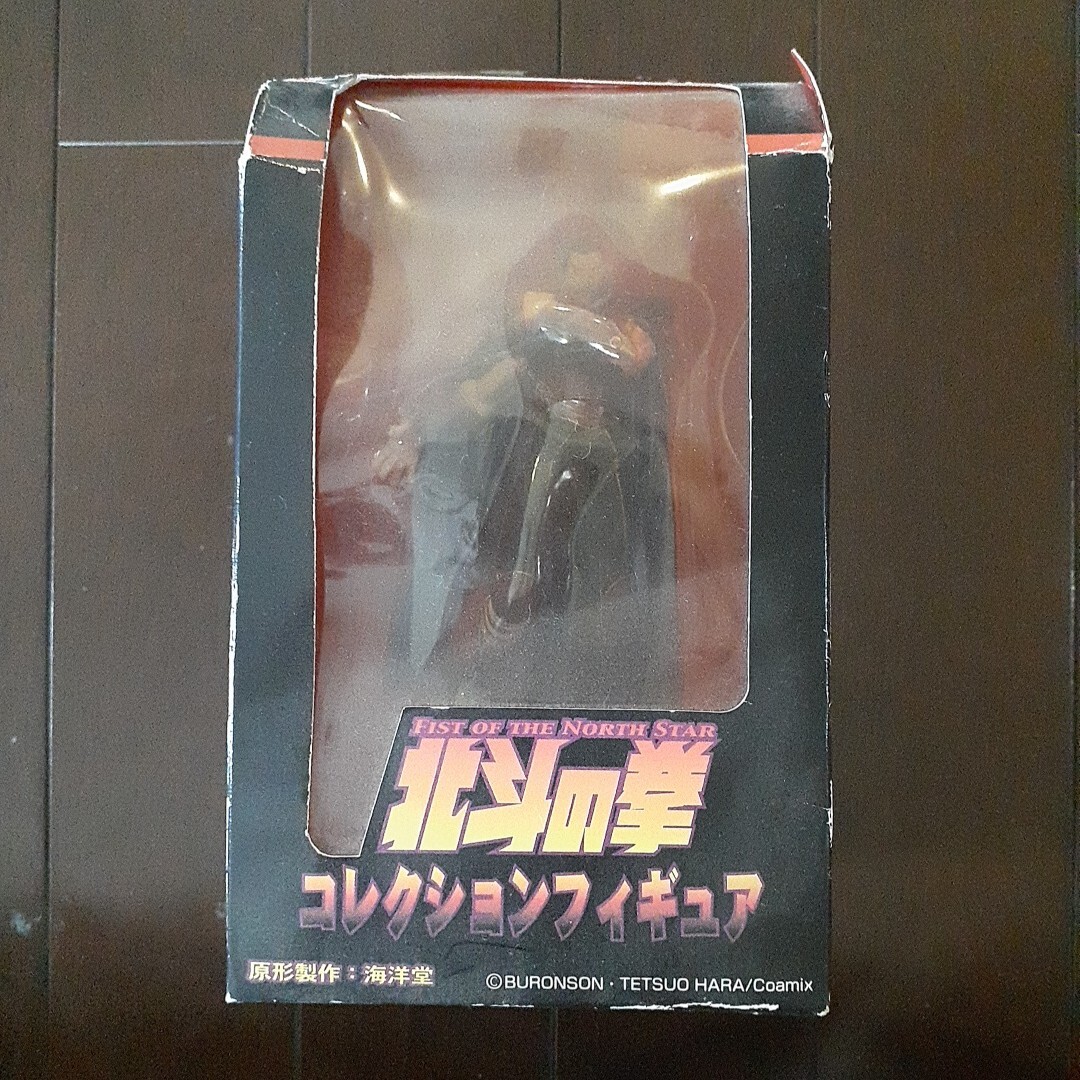 FIST OF THE NORTH STAR
北斗の拳
コレクションフィギュア
原形製作：海洋堂
©BURONSON・TETSUO HARA/Coamix